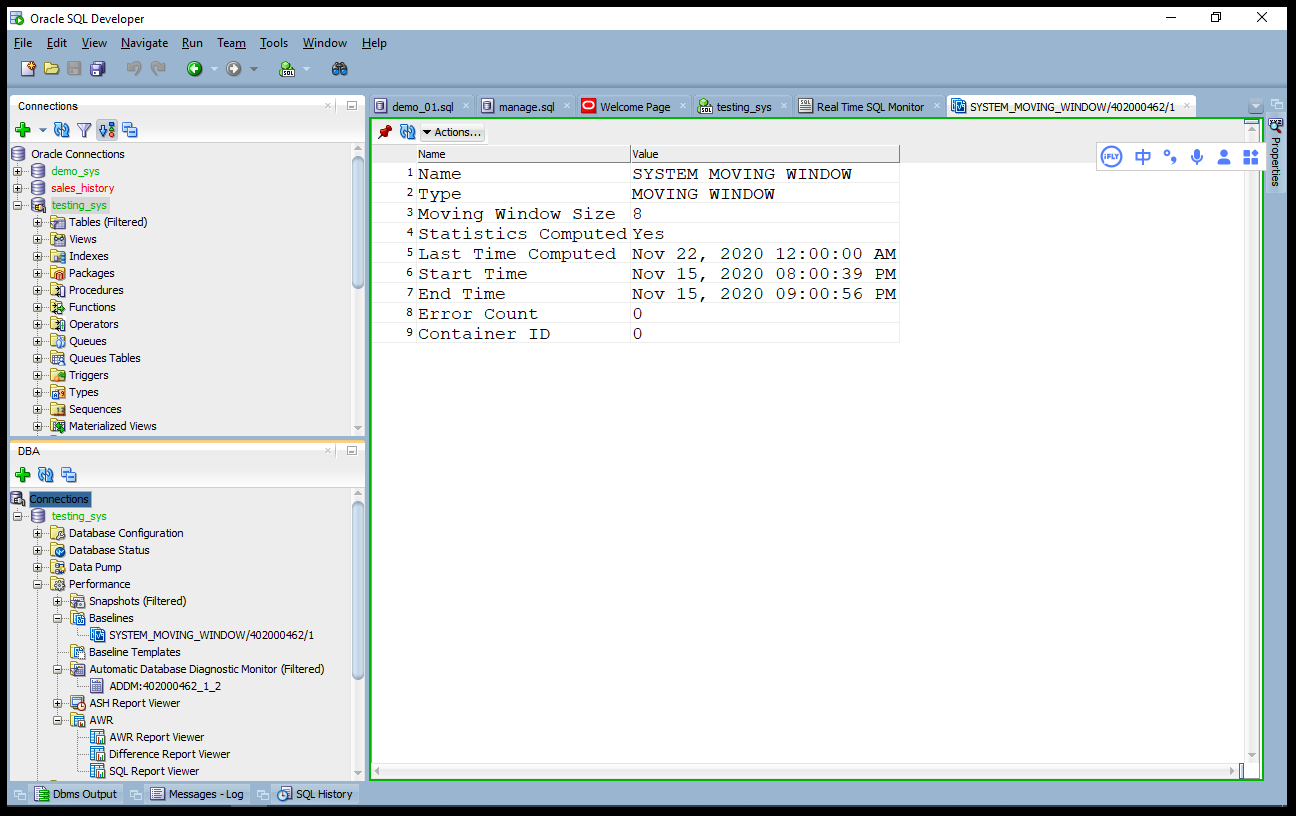 Oracle SQL Developer
File Edit View Navigate Run Team Tools Window Help
Connections
Oracle Connections
demo_sys
sales_history
testing_sys
Tables (Filtered)
Views
Indexes
Packages
Procedures
Functions
Operators
Queues
Queues Tables
Triggers
Types
Sequences
Materialized Views
DBA
Connections
testing_sys
Database Configuration
Database Status
Data Pump
Performance
Snapshots (Filtered)
Baselines
SYSTEM_MOVING_WINDOW/402000462/1
Baseline Templates
Automatic Database Diagnostic Monitor (Filtered)
ADDM:402000462_1_2
ASH Report Viewer
AWR
AWR Report Viewer
Difference Report Viewer
SQL Report Viewer
demo_01.sql manage.sql Welcome Page testing_sys Real Time SQL Monitor SYSTEM_MOVING_WINDOW/402000462/1
Actions...
Name Value
1 Name SYSTEM MOVING WINDOW
2 Type MOVING WINDOW
3 Moving Window Size 8
4 Statistics Computed Yes
5 Last Time Computed Nov 22, 2020 12:00:00 AM
6 Start Time Nov 15, 2020 08:00:39 PM
7 End Time Nov 15, 2020 09:00:56 PM
8 Error Count 0
9 Container ID 0
iFLY 中 °,
Properties
Dbms Output Messages - Log SQL History